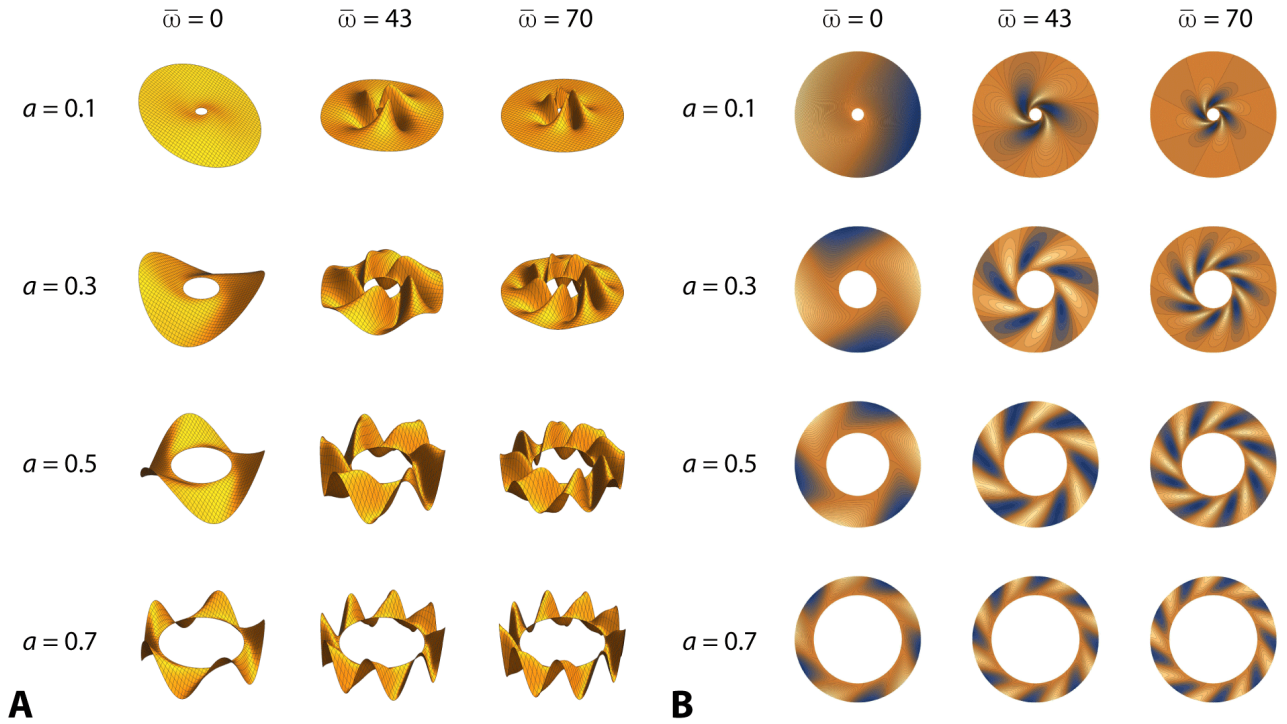 ω̅ = 0 ω̅ = 43 ω̅ = 70 ω̅ = 0 ω̅ = 43 ω̅ = 70
a = 0.1 a = 0.1
a = 0.3 a = 0.3
a = 0.5 a = 0.5
a = 0.7 a = 0.7
A B